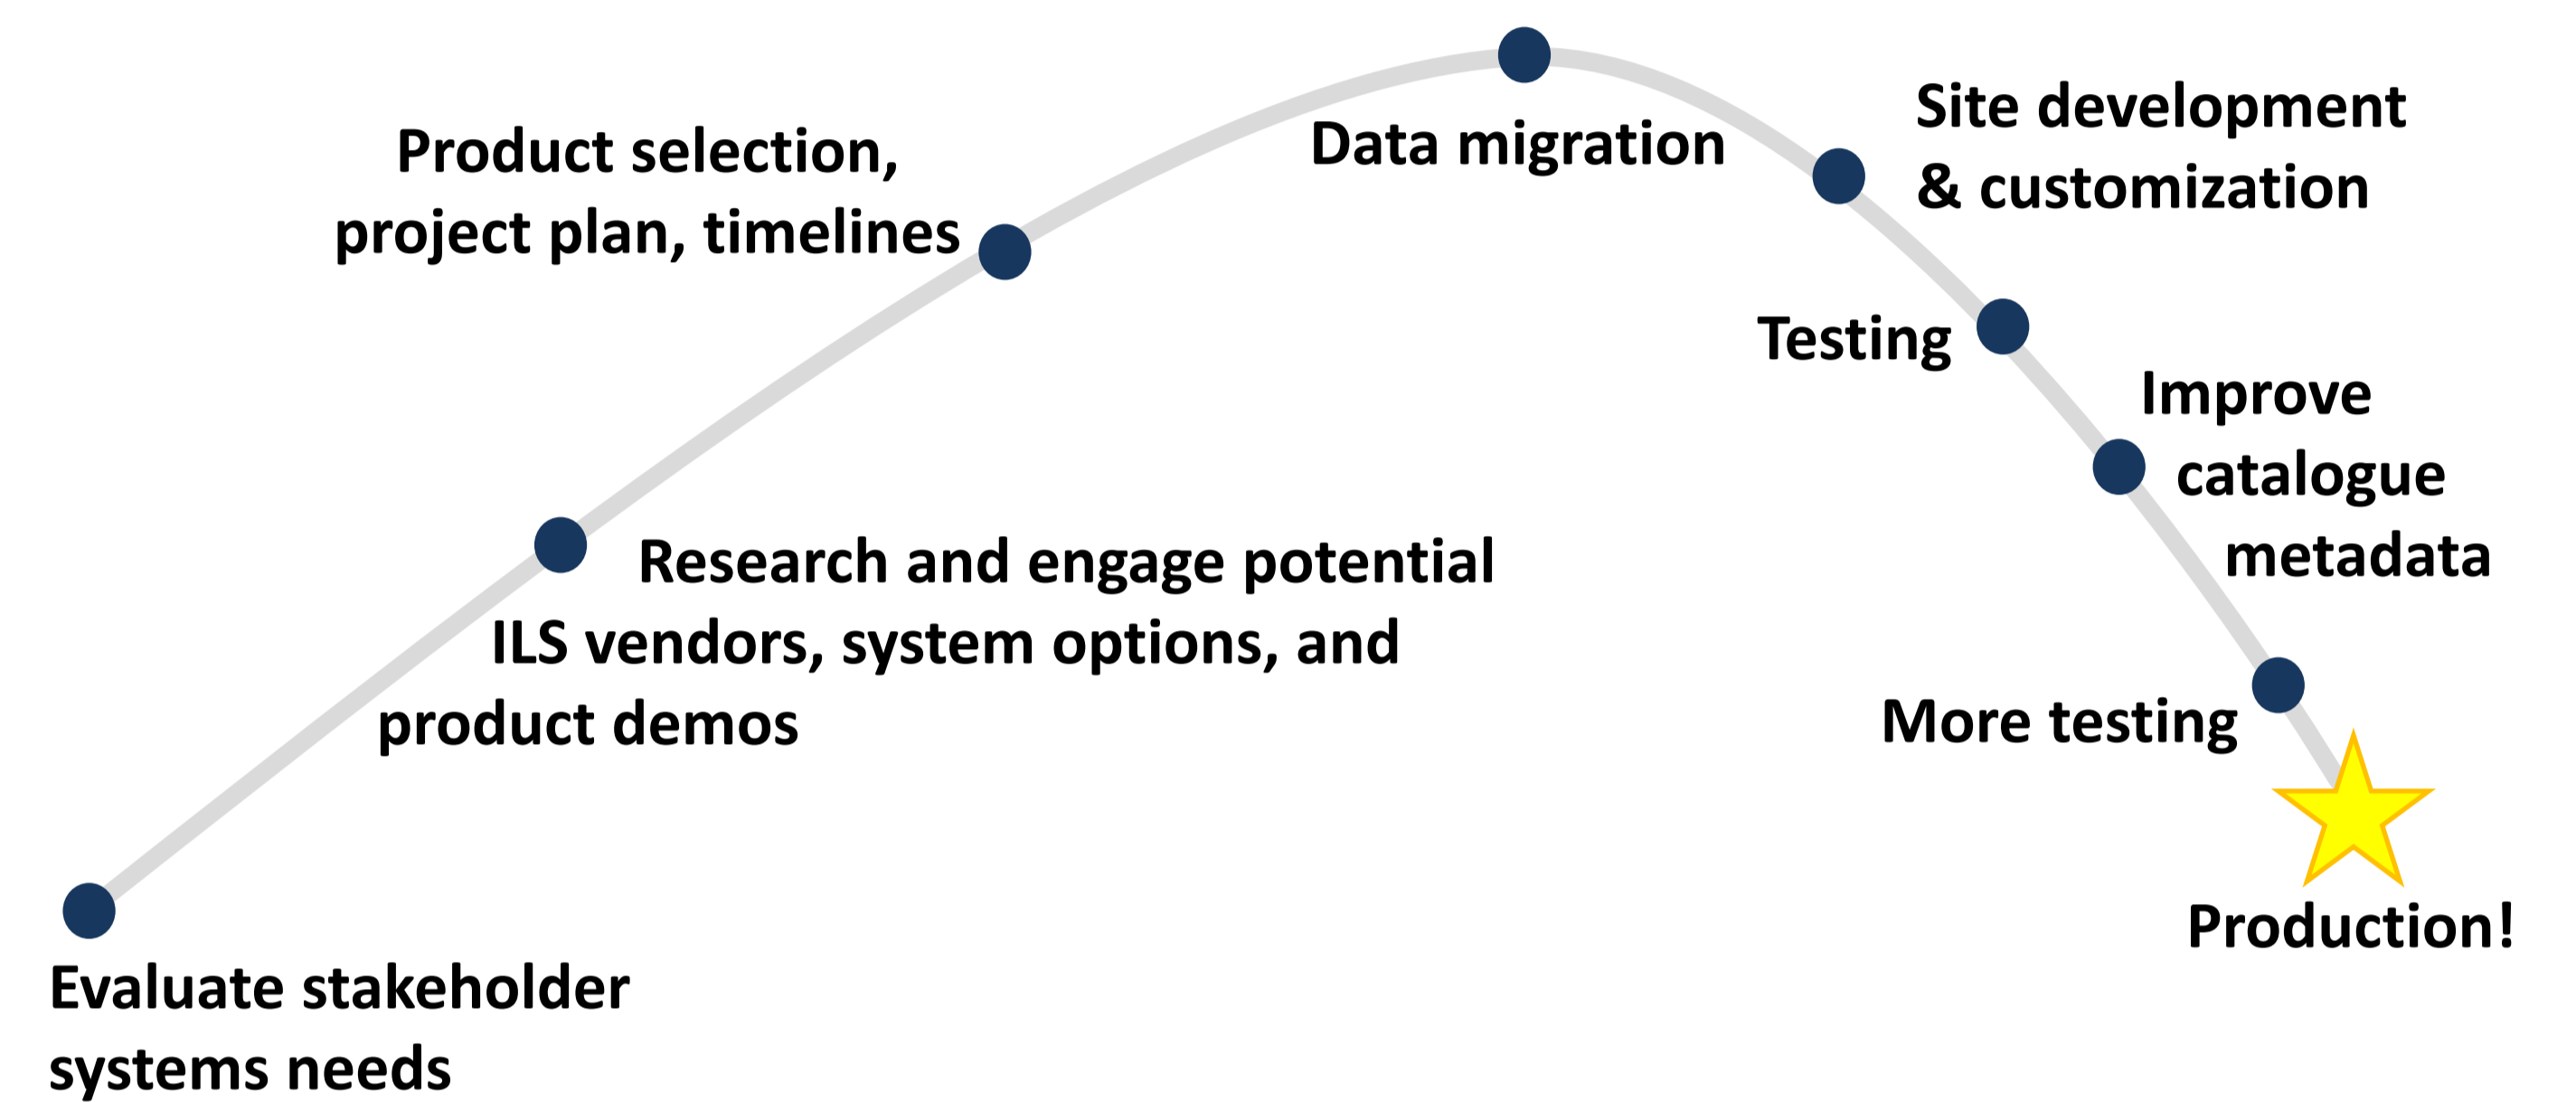 Evaluate stakeholder
systems needs
Research and engage potential
ILS vendors, system options, and
product demos
Product selection,
project plan, timelines
Data migration
Site development
& customization
Testing
Improve
catalogue
metadata
More testing
Production!